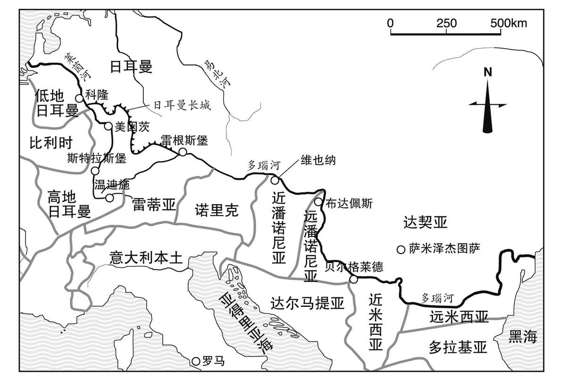 0 250 500km
N
日耳曼
莱茵河
易北河
低地
日耳曼
科隆
日耳曼长城
美因茨
比利时
雷根斯堡
斯特拉斯堡
多瑙河
维也纳
温迪施
高地
日耳曼
雷蒂亚
诺里克
近潘诺尼亚
远潘诺尼亚
布达佩斯
达契亚
萨米泽杰图萨
意大利本土
贝尔格莱德
亚得里亚海
达尔马提亚
近米西亚
多瑙河
远米西亚
黑海
多拉基亚
罗马